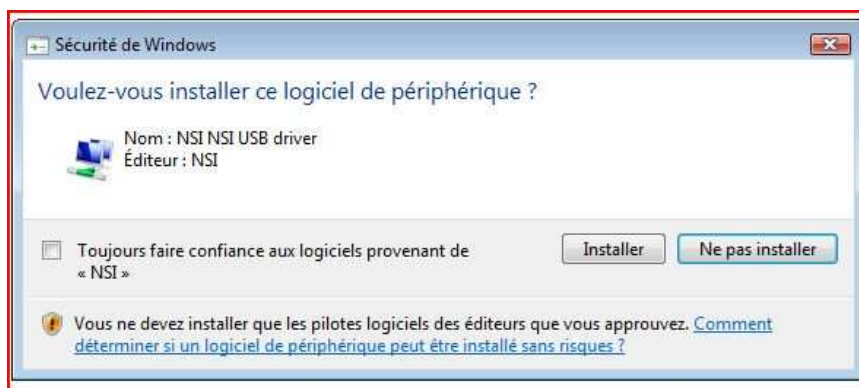 Sécurité de Windows
Voulez-vous installer ce logiciel de périphérique ?
Nom : NSI NSI USB driver
Éditeur : NSI
Toujours faire confiance aux logiciels provenant de
« NSI »
Installer
Ne pas installer
Vous ne devez installer que les pilotes logiciels des éditeurs que vous approuvez. Comment
déterminer si un logiciel de périphérique peut être installé sans risques ?